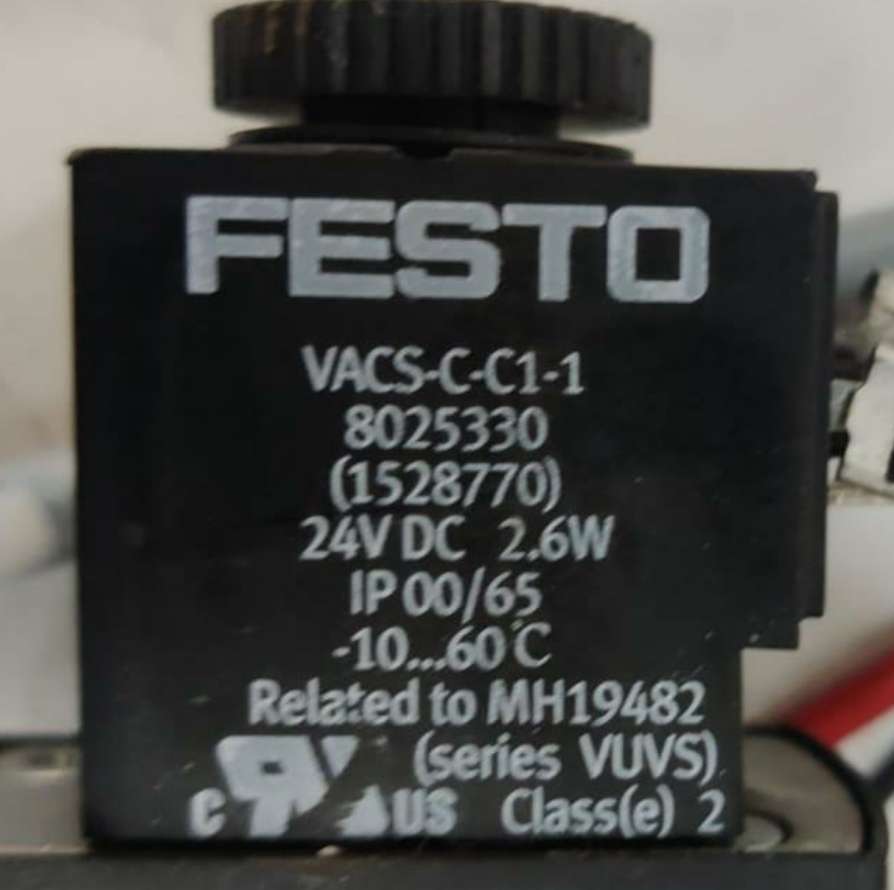 FESTO
VACS-C-C1-1
8025330
(1528770)
24V DC 2.6W
IP 00/65
-10...60°C
Related to MH19482
(series VUVS)
c RU US Class(e) 2